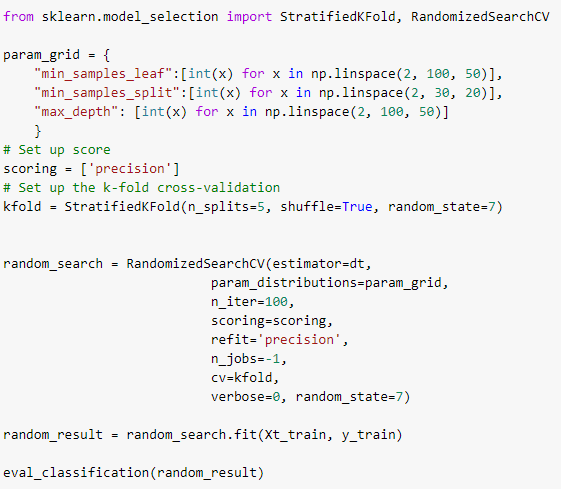 from sklearn.model_selection import StratifiedKFold, RandomizedSearchCV
param_grid = {
    "min_samples_leaf":[int(x) for x in np.linspace(2, 100, 50)],
    "min_samples_split":[int(x) for x in np.linspace(2, 30, 20)],
    "max_depth": [int(x) for x in np.linspace(2, 100, 50)]
    }
# Set up score
scoring = ['precision']
# Set up the k-fold cross-validation
kfold = StratifiedKFold(n_splits=5, shuffle=True, random_state=7)
random_search = RandomizedSearchCV(estimator=dt,
                           param_distributions=param_grid,
                           n_iter=100,
                           scoring=scoring,
                           refit='precision',
                           n_jobs=-1,
                           cv=kfold,
                           verbose=0, random_state=7)
random_result = random_search.fit(Xt_train, y_train)
eval_classification(random_result)